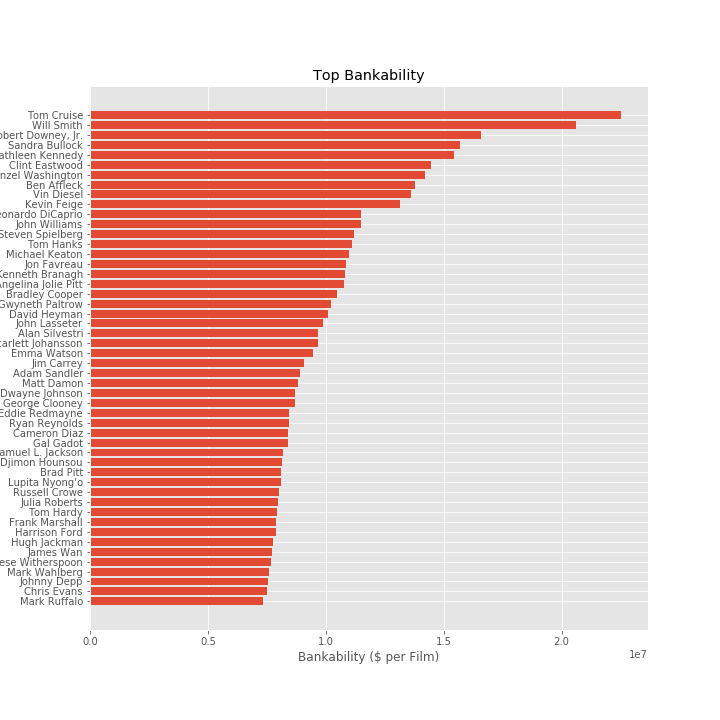 Top Bankability
Tom Cruise
Will Smith
obert Downey, Jr.
Sandra Bullock
athleen Kennedy
Clint Eastwood
nzel Washington
Ben Affleck
Vin Diesel
Kevin Feige
eonardo DiCaprio
John Williams
Steven Spielberg
Tom Hanks
Michael Keaton
Jon Favreau
Kenneth Branagh
Angelina Jolie Pitt
Bradley Cooper
Gwyneth Paltrow
David Heyman
John Lasseter
Alan Silvestri
carlett Johansson
Emma Watson
Jim Carrey
Adam Sandler
Matt Damon
Dwayne Johnson
George Clooney
Eddie Redmayne
Ryan Reynolds
Cameron Diaz
Gal Gadot
amuel L. Jackson
Djimon Hounsou
Brad Pitt
Lupita Nyong'o
Russell Crowe
Julia Roberts
Tom Hardy
Frank Marshall
Harrison Ford
Hugh Jackman
James Wan
ese Witherspoon
Mark Wahlberg
Johnny Depp
Chris Evans
Mark Ruffalo
0.0 0.5 1.0 1.5 2.0
1e7
Bankability ($ per Film)